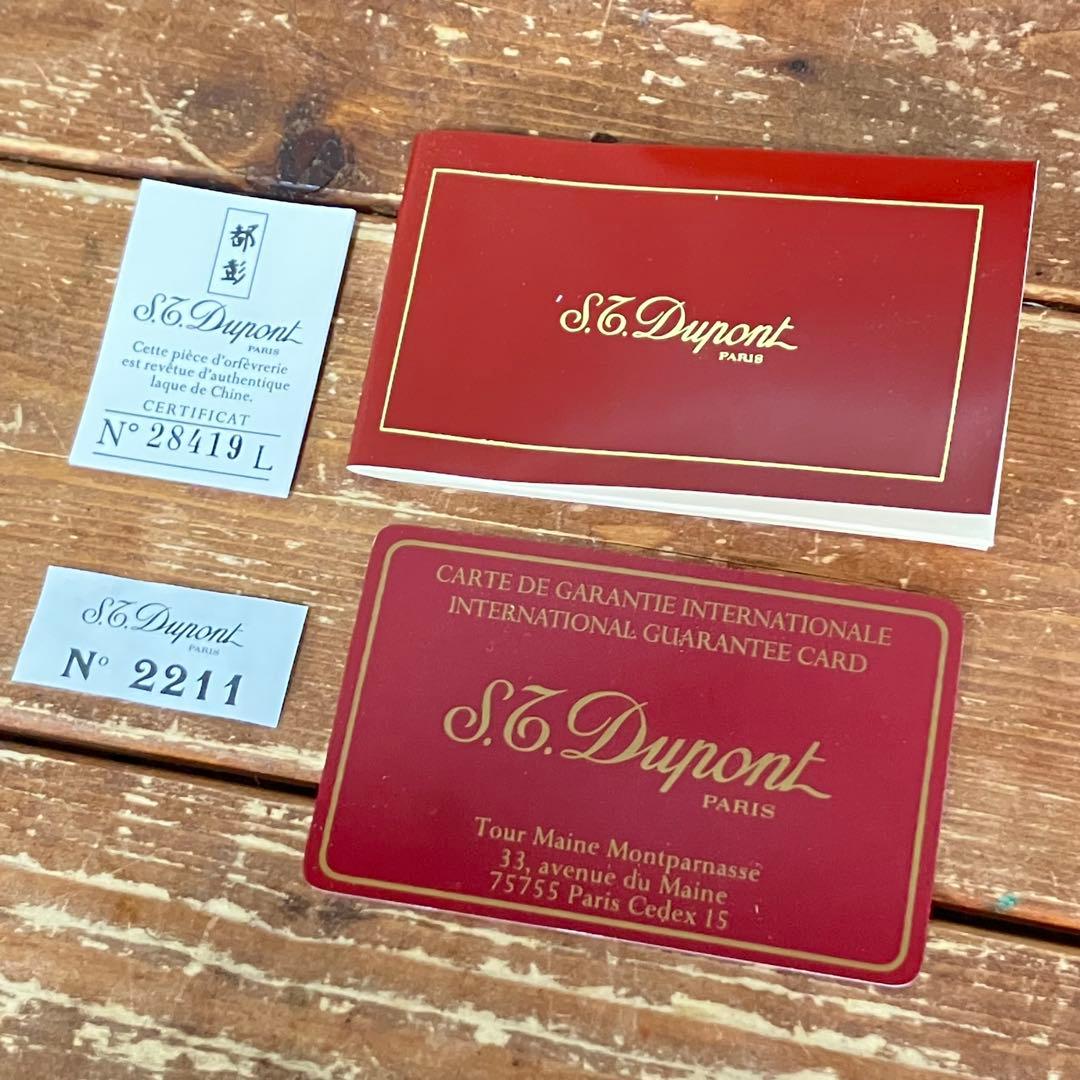 都
彭
S.T. Dupont
PARIS
Cette pièce d'orfèvrerie
est revêtue d'authentique
laque de Chine.
CERTIFICAT
N° 28419 L
S.T. Dupont
PARIS
S.T. Dupont
PARIS
N° 2211
CARTE DE GARANTIE INTERNATIONALE
INTERNATIONAL GUARANTEE CARD
S.T. Dupont
PARIS
Tour Maine Montparnasse
33, avenue du Maine
75755 Paris Cedex 15